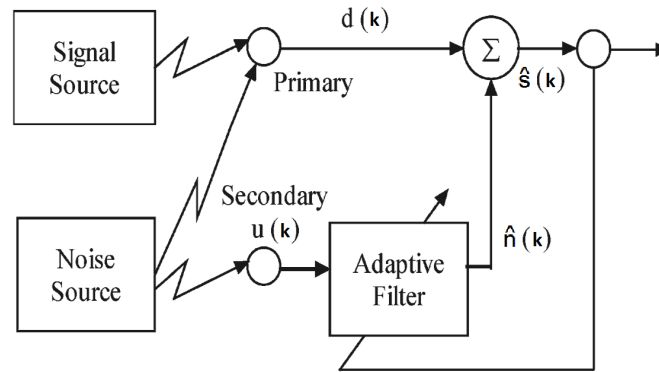 d (k)
Signal
Source
Σ
ŝ (k)
Primary
Secondary
u (k)
n̂ (k)
Noise
Source
Adaptive
Filter